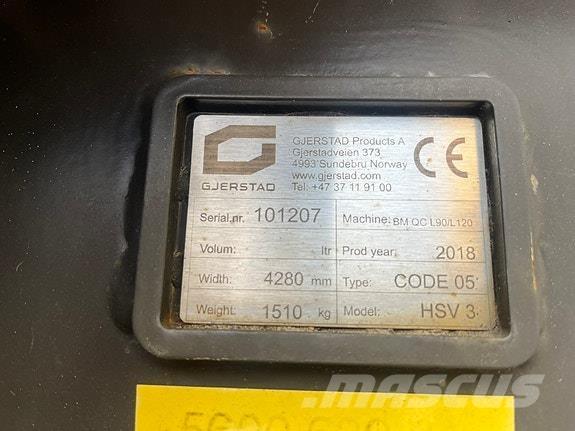 GJERSTAD
GJERSTAD Products A
Gjerstadveien 373
4993 Sundebru Norway
www.gjerstad.com
Tel: +47 37 11 91 00
CE
Serial.nr. 101207
Machine: BM QC L90/L120
Volum: ltr
Prod year: 2018
Width: 4280 mm
Type: CODE 05
Weight: 1510 kg
Model: HSV 3
MASCUS